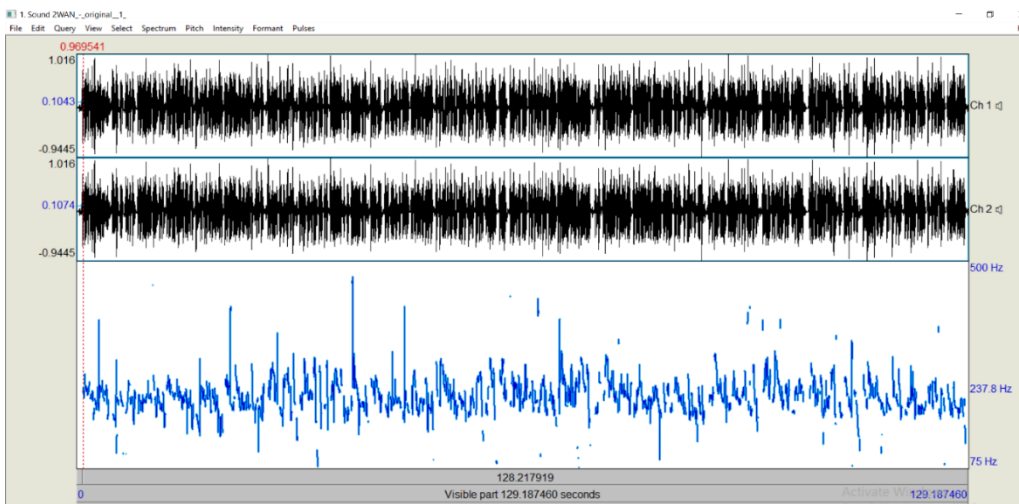 1. Sound 2WAN_-_original__1_
File Edit Query View Select Spectrum Pitch Intensity Formant Pulses
0.969541
1.016
0.1043
Ch 1
-0.9445
1.016
0.1074
Ch 2
-0.9445
500 Hz
237.8 Hz
75 Hz
128.217919
0
Visible part 129.187460 seconds
129.187460